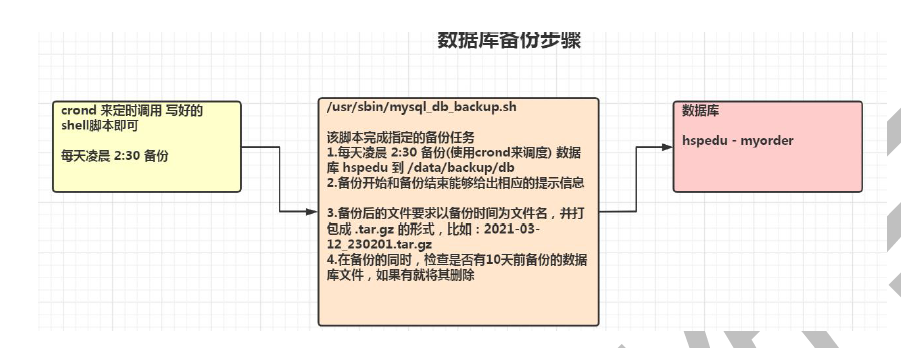 数据库备份步骤
crond 来定时调用 写好的
shell脚本即可
每天凌晨 2:30 备份
/usr/sbin/mysql_db_backup.sh
该脚本完成指定的备份任务
1.每天凌晨 2:30 备份(使用crond来调度) 数据
库 hspedu 到 /data/backup/db
2.备份开始和备份结束能够给出相应的提示信息
3.备份后的文件要求以备份时间为文件名，并打
包成 .tar.gz 的形式，比如：2021-03-
12_230201.tar.gz
4.在备份的同时，检查是否有10天前备份的数据
库文件，如果有就将其删除
数据库
hspedu - myorder